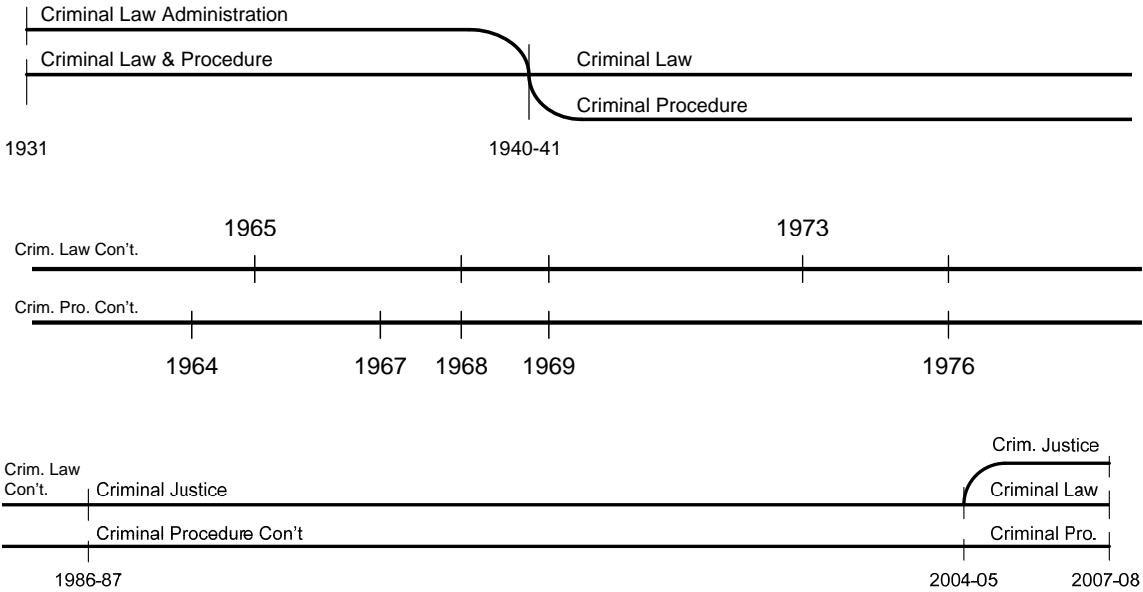 Criminal Law Administration
Criminal Law & Procedure
Criminal Law
Criminal Procedure
1931
1940-41
1965
1973
Crim. Law Con’t.
Crim. Pro. Con’t.
1964
1967
1968
1969
1976
Crim. Justice
Crim. Law
Con’t.
Criminal Justice
Criminal Law
Criminal Procedure Con’t
Criminal Pro.
1986-87
2004-05
2007-08